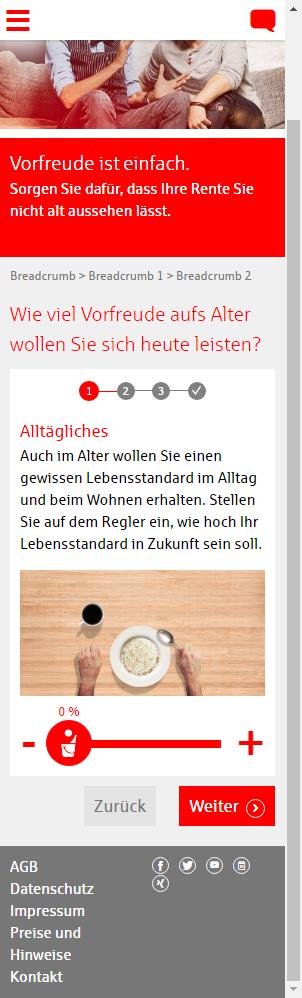 Vorfreude ist einfach.
Sorgen Sie dafür, dass Ihre Rente Sie
nicht alt aussehen lässt.
Breadcrumb > Breadcrumb 1 > Breadcrumb 2
Wie viel Vorfreude aufs Alter
wollen Sie sich heute leisten?
1 2 3
Alltägliches
Auch im Alter wollen Sie einen
gewissen Lebensstandard im Alltag
und beim Wohnen erhalten. Stellen
Sie auf dem Regler ein, wie hoch Ihr
Lebensstandard in Zukunft sein soll.
0 %
- +
Zurück Weiter
AGB
Datenschutz
Impressum
Preise und
Hinweise
Kontakt